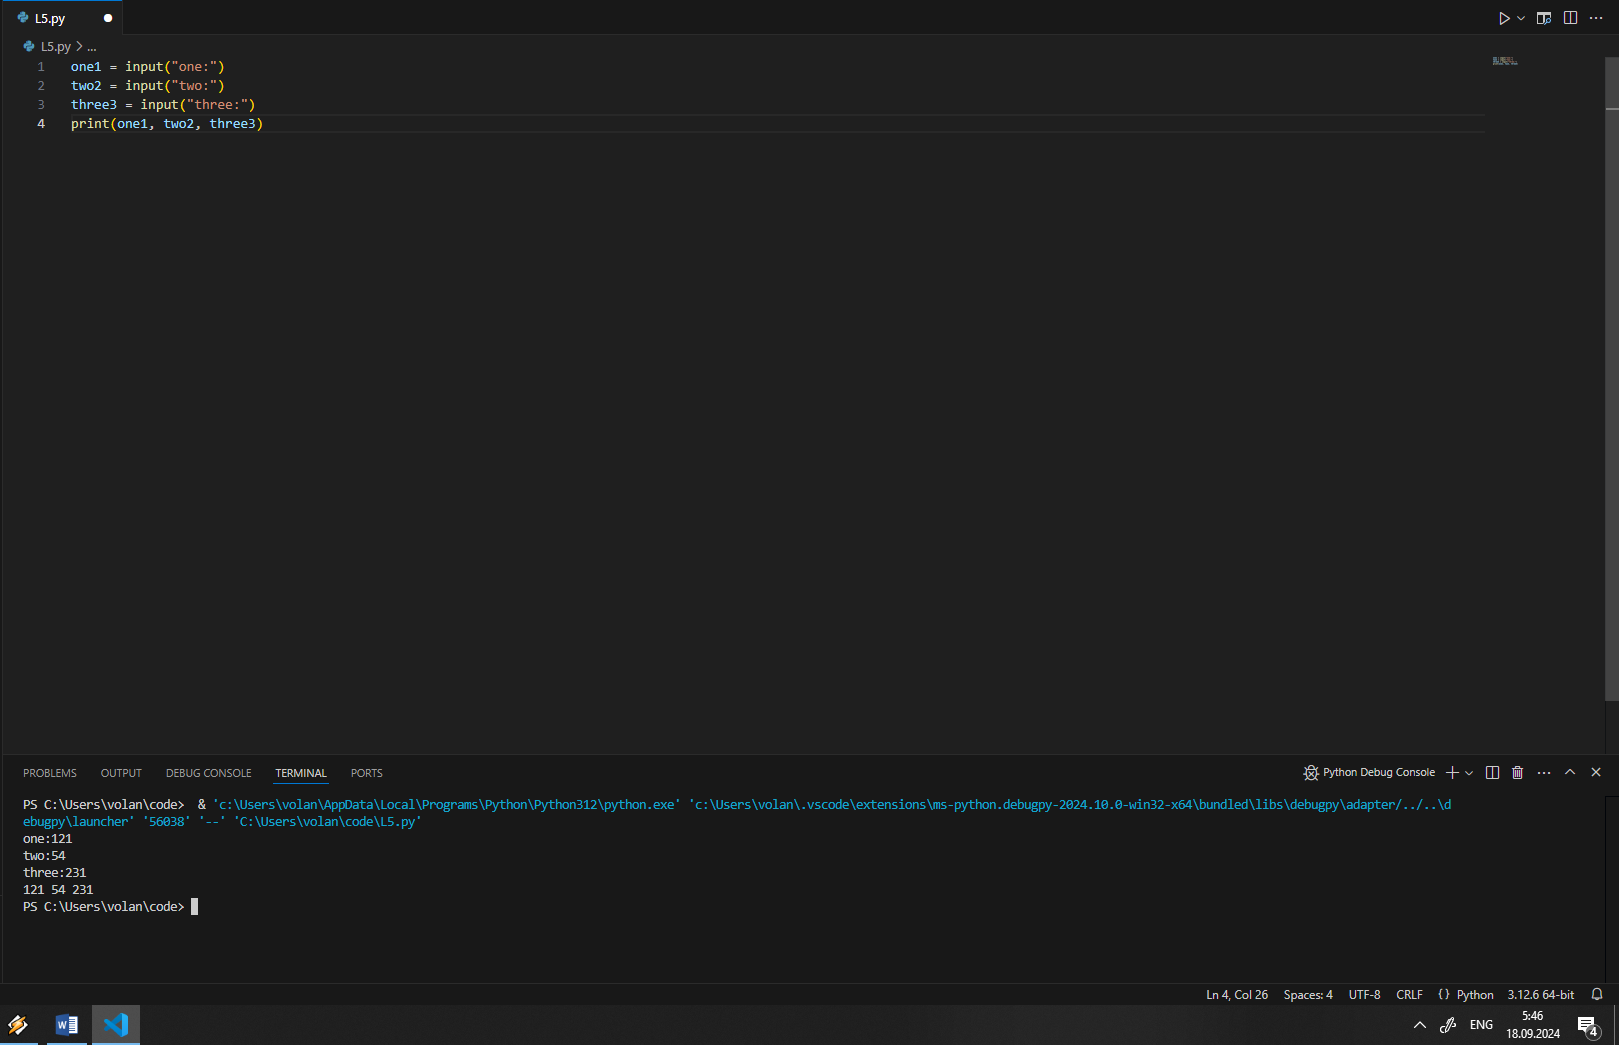 L5.py
L5.py > ...
1 one1 = input("one:")
2 two2 = input("two:")
3 three3 = input("three:")
4 print(one1, two2, three3)
PROBLEMS OUTPUT DEBUG CONSOLE TERMINAL PORTS Python Debug Console
PS C:\Users\volan\code>  & 'c:\Users\volan\AppData\Local\Programs\Python\Python312\python.exe' 'c:\Users\volan\.vscode\extensions\ms-python.debugpy-2024.10.0-win32-x64\bundled\libs\debugpy\adapter/../..\d
ebugpy\launcher' '56038' '--' 'C:\Users\volan\code\L5.py'
one:121
two:54
three:231
121 54 231
PS C:\Users\volan\code>
Ln 4, Col 26 Spaces: 4 UTF-8 CRLF {} Python 3.12.6 64-bit
W ENG 5:46
18.09.2024 4